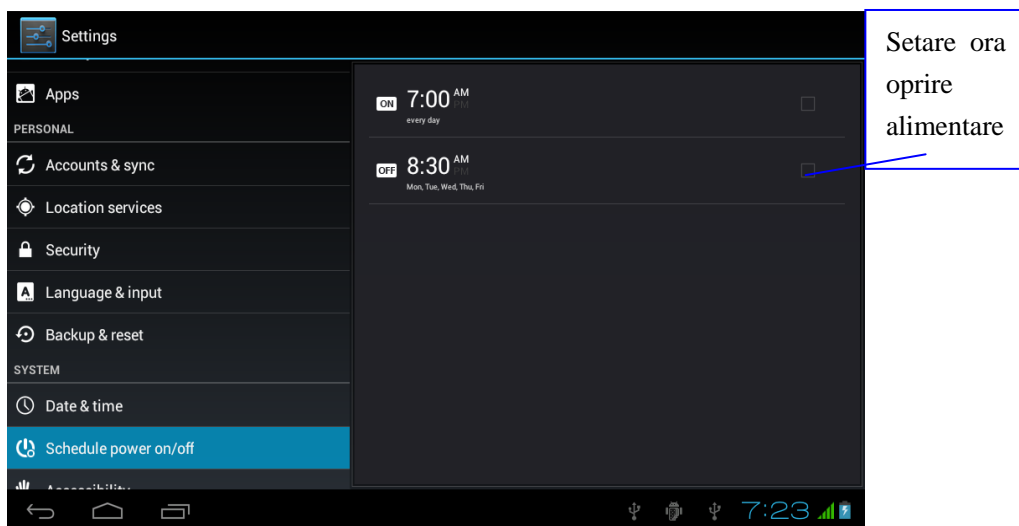 Settings
Apps
PERSONAL
Accounts & sync
Location services
Security
Language & input
Backup & reset
SYSTEM
Date & time
Schedule power on/off
Accessibility
ON 7:00 AM PM
every day
OFF 8:30 AM PM
Mon, Tue, Wed, Thu, Fri
7:23
Setare ora
oprire
alimentare